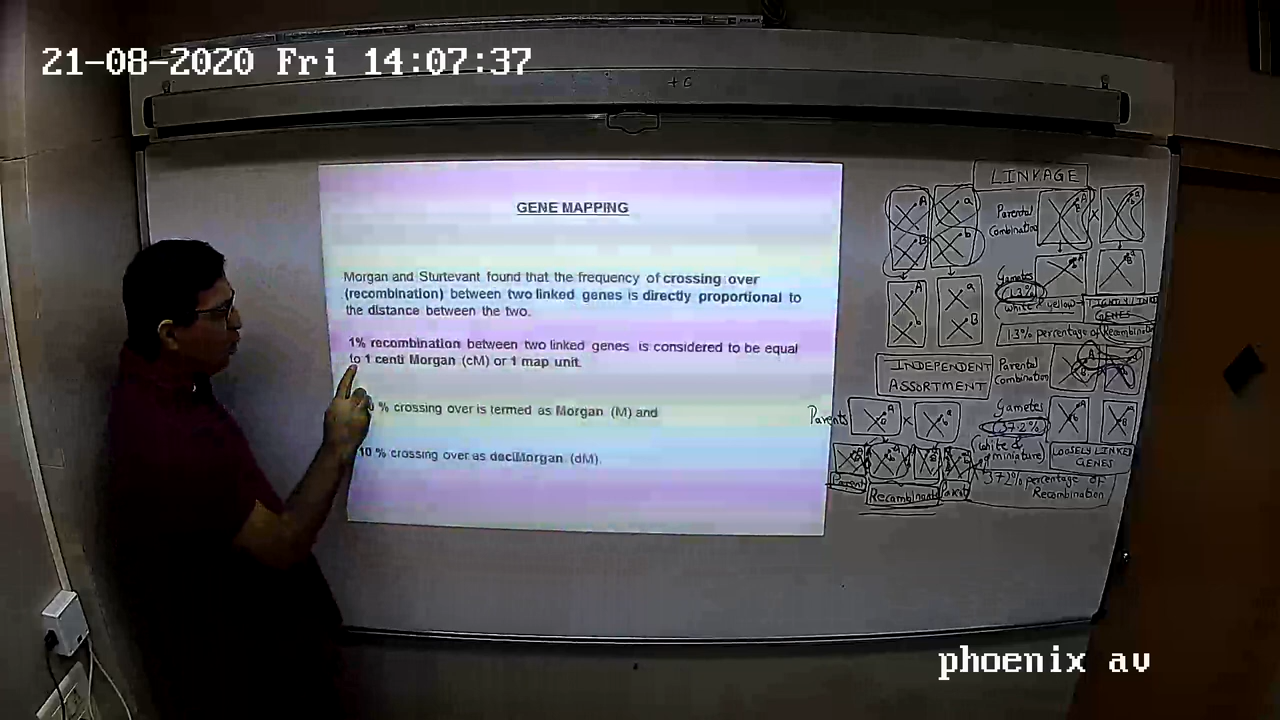 21-08-2020 Fri 14:07:37
GENE MAPPING
Morgan and Sturtevant found that the frequency of crossing over
(recombination) between two linked genes is directly proportional to
the distance between the two.
1% recombination between two linked genes is considered to be equal
to 1 centi Morgan (cM) or 1 map unit.
% crossing over is termed as Morgan (M) and
10 % crossing over as deciMorgan (dM).
LINKAGE
A a
B b
Parental
Combination
X
A a
b B
Gametes
1.3%
White & yellow → TIGHTLY LINKED
GENES
1.3% percentage of Recombination
INDEPENDENT
ASSORTMENT
Parental
Combination
Parents
X
Gametes
37.2%
(White &
miniature)
LOOSELY LINKED
GENES
Parent
Recombinants
Parent
37.2% percentage of
Recombination
phoenix av